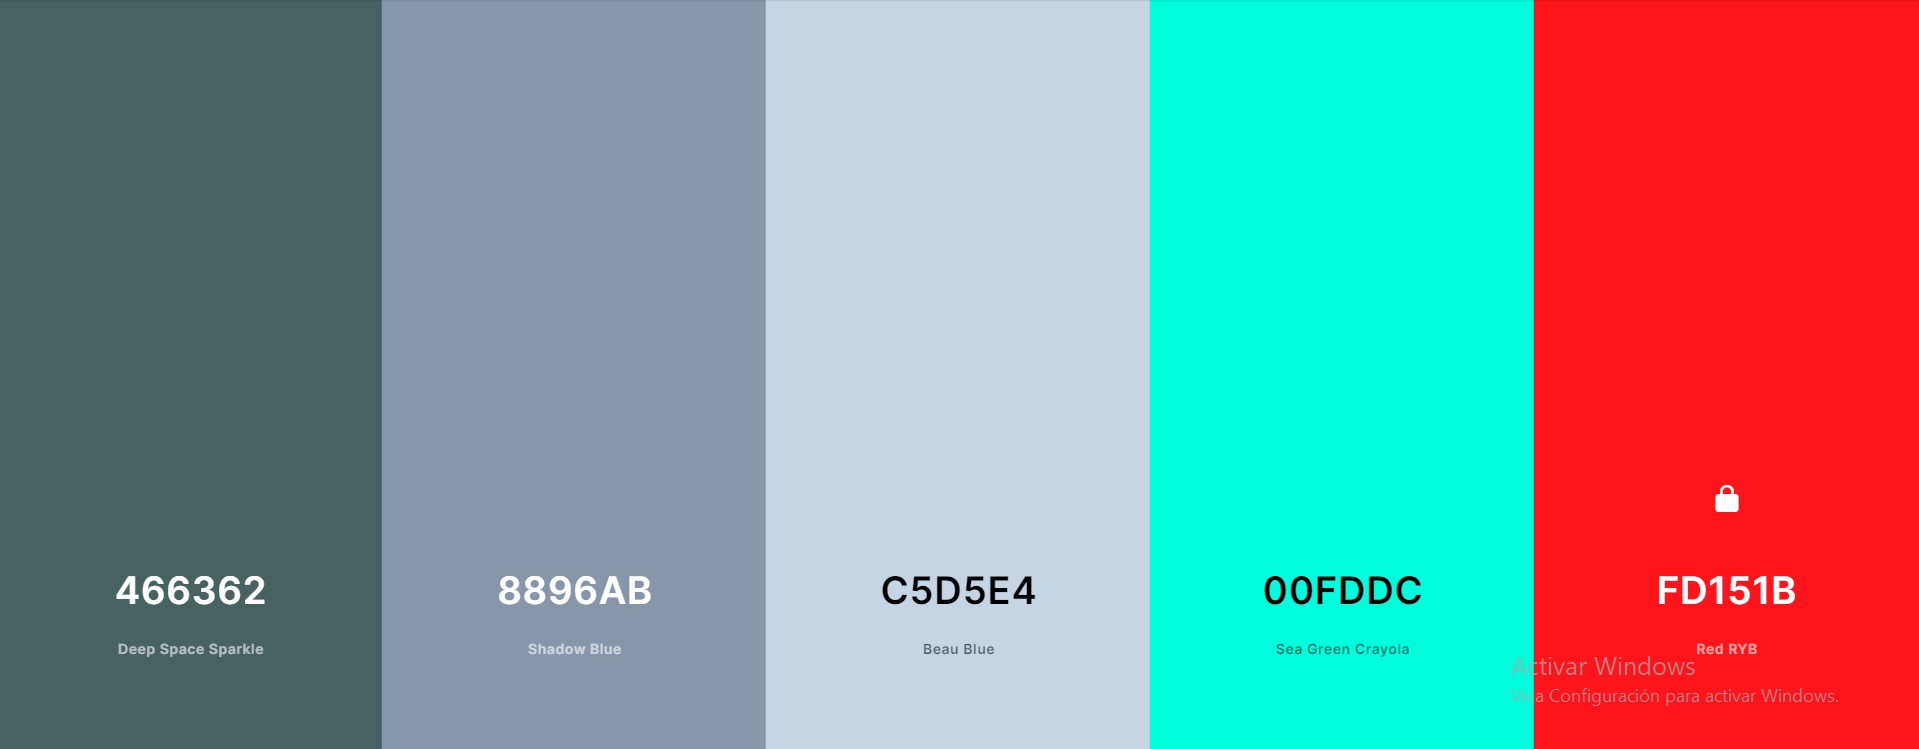 466362
Deep Space Sparkle
8896AB
Shadow Blue
C5D5E4
Beau Blue
00FDDC
Sea Green Crayola
FD151B
Red RYB
Activar Windows
Ve a Configuración para activar Windows.